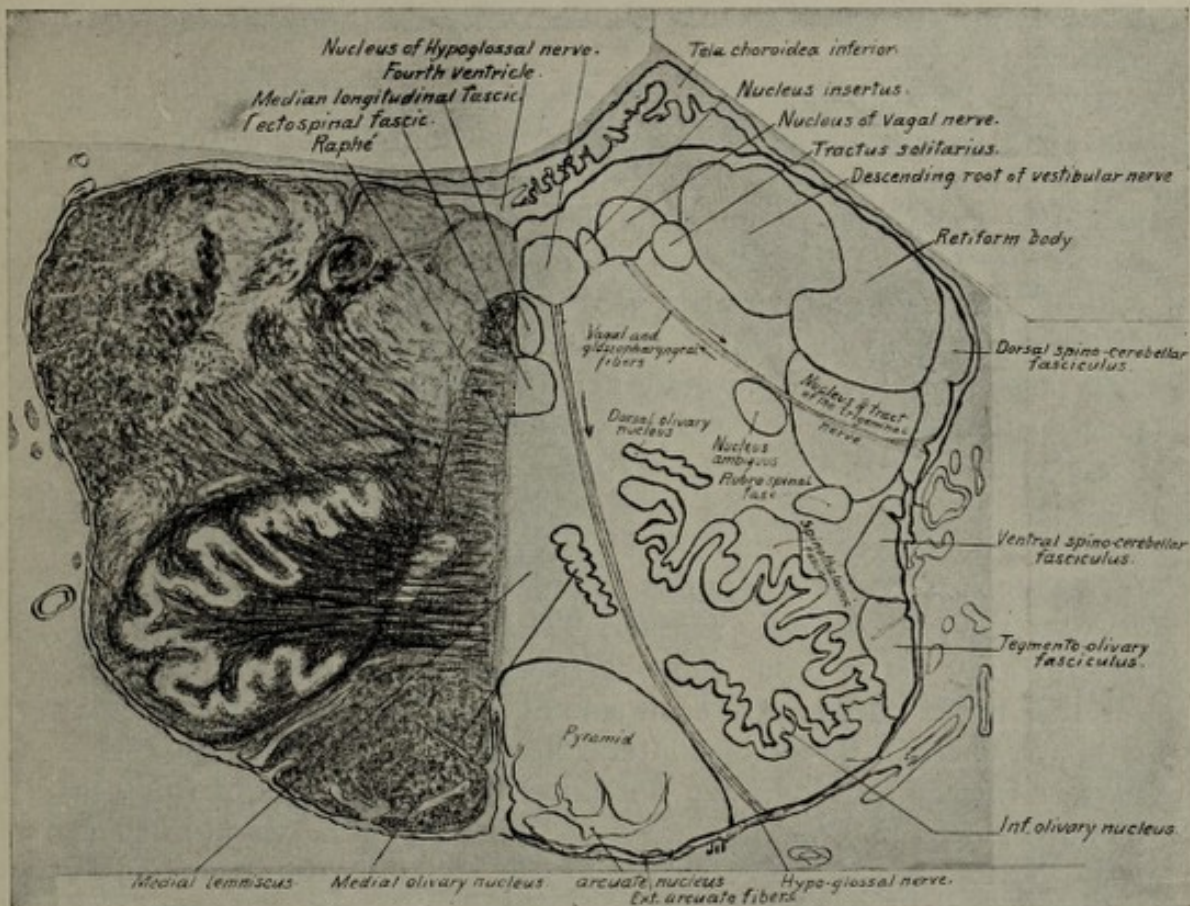 Nucleus of Hypoglossal nerve.
Fourth ventricle.
Median longitudinal fascic.
Tectospinal fascic.
Raphé
Tela choroidea inferior.
Nucleus insertus.
Nucleus of vagal nerve.
Tractus solitarius.
Descending root of vestibular nerve
Retiform body
Vagal and
glossopharyngeal
fibers
Dorsal spino-cerebellar
fasciculus.
Nucleus & tract
of the trigeminal
nerve
Dorsal olivary
nucleus
Nucleus
ambiguus
Rubro spinal
fasc
Spinothalamic
Ventral spino-cerebellar
fasciculus.
Tegmento-olivary
fasciculus.
Pyramid
Inf. olivary nucleus.
Medial lemniscus.
Medial olivary nucleus.
arcuate nucleus
Ext. arcuate fibers
Hypo-glossal nerve.